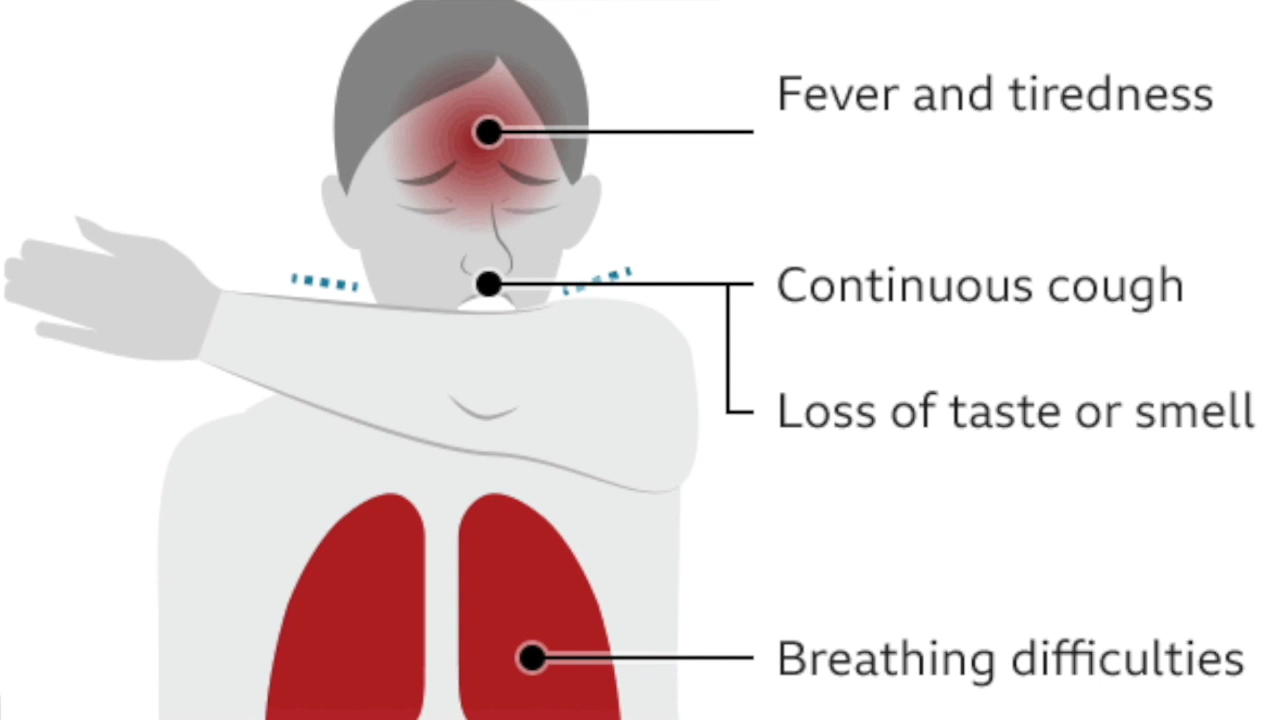 Fever and tiredness
Continuous cough
Loss of taste or smell
Breathing difficulties